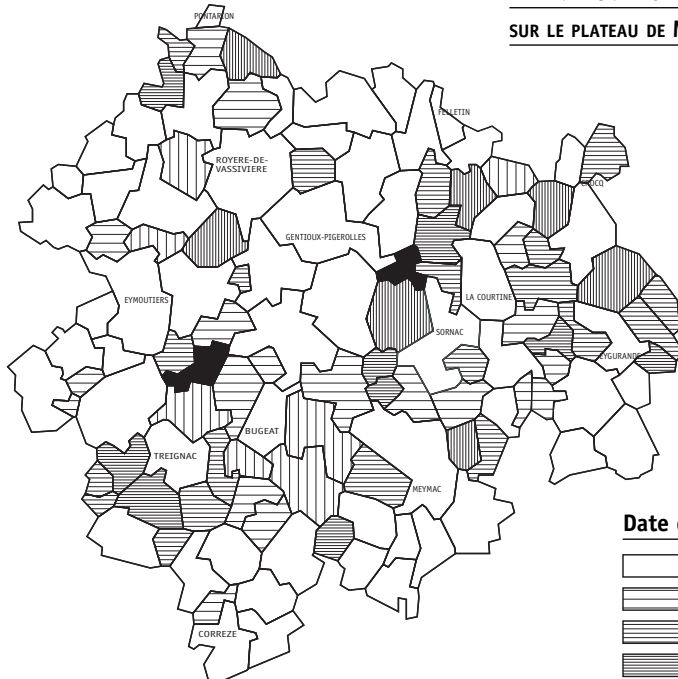 SUR LE PLATEAU DE M
PONTARION
FELLETIN
ROYERE-DE-
VASSIVIERE
CROCQ
GENTIOUX-PIGEROLLES
EYMOUTIERS
LA COURTINE
SORNAC
EYGURANDE
BUGEAT
TREIGNAC
MEYMAC
Date
CORREZE